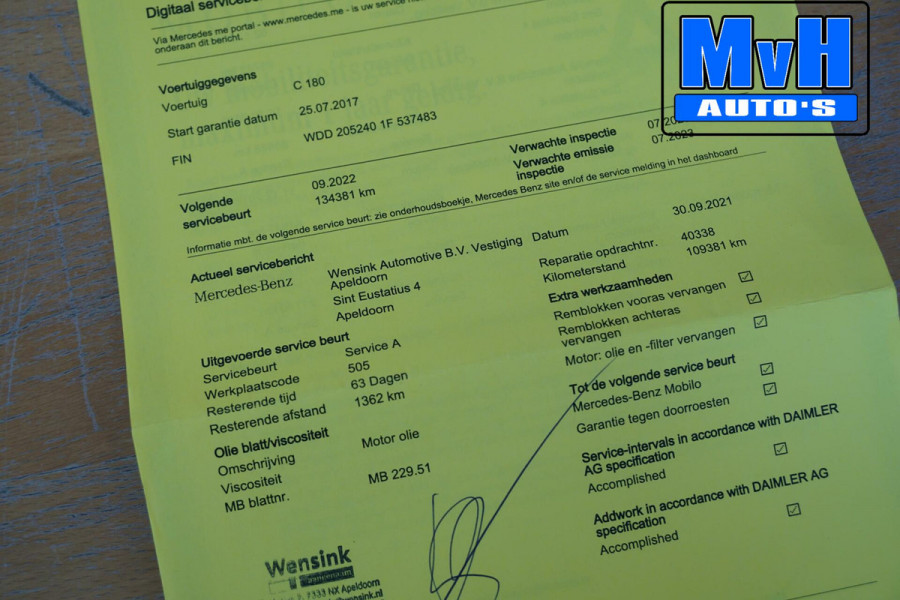 Digitaal
Via Mercedes me portal - www.mercedes.me - is uw service
onderaan dit bericht.
MvH
AUTO'S
Voertuiggegevens
Voertuig C 180
Start garantie datum 25.07.2017
FIN WDD 205240 1F 537483
Volgende servicebeurt 09.2022
134381 km
Verwachte inspectie
Verwachte emissie inspectie 07.2023
Informatie mbt. de volgende service beurt: zie onderhoudsboekje, Mercedes Benz site en/of de service melding in het dashboard
Actueel servicebericht
Mercedes-Benz
Wensink Automotive B.V. Vestiging
Apeldoorn
Sint Eustatius 4
Apeldoorn
Datum 30.09.2021
Reparatie opdrachtnr. 40338
Kilometerstand 109381 km
Extra werkzaamheden
Remblokken vooras vervangen
Remblokken achteras
vervangen
Motor: olie en -filter vervangen
Uitgevoerde service beurt
Servicebeurt Service A
Werkplaatscode 505
Resterende tijd 63 Dagen
Resterende afstand 1362 km
Tot de volgende service beurt
Mercedes-Benz Mobilo
Garantie tegen doorroesten
Olie blatt/viscositeit
Omschrijving Motor olie
Viscositeit
MB blattnr. MB 229.51
Service-intervals in accordance with DAIMLER
AG specification
Accomplished
Addwork in accordance with DAIMLER AG
specification
Accomplished
Wensink
7333 NX Apeldoorn